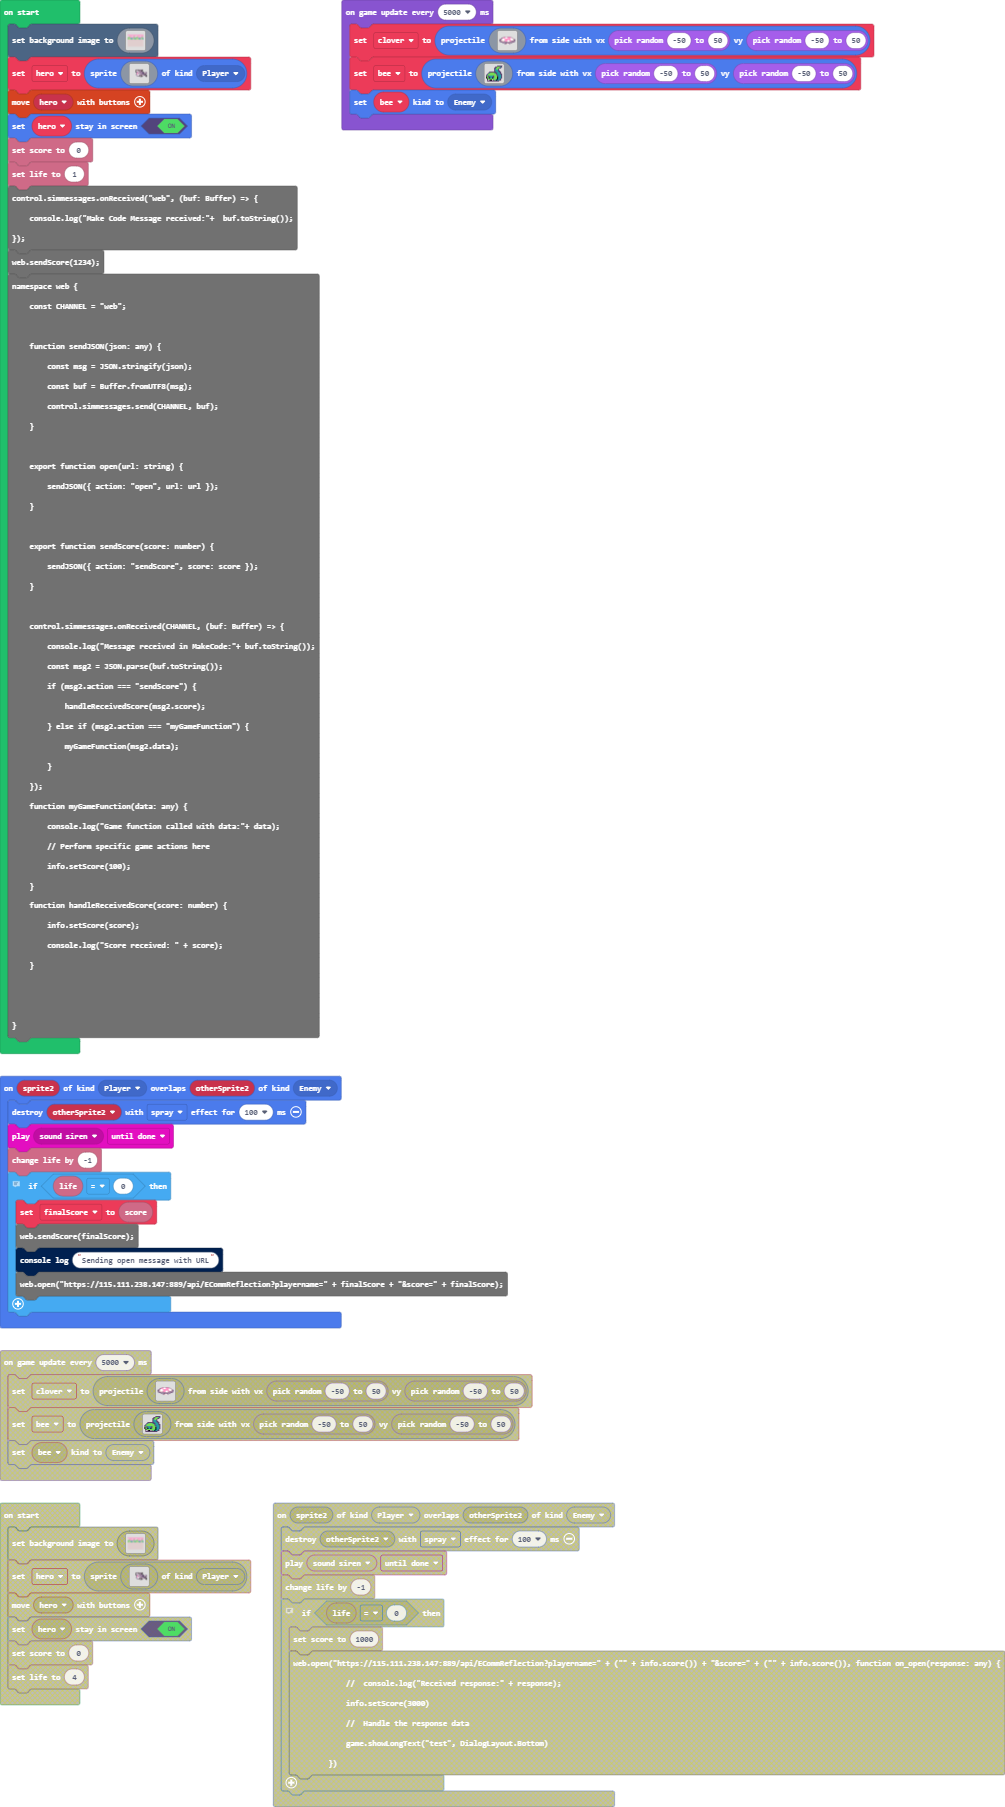 on start
set background image to
set hero to sprite of kind Player
move hero with buttons
set hero stay in screen ON
set score to 0
set life to 1
control.simmessages.onReceived("web", (buf: Buffer) => {
console.log("Make Code Message received:"+  buf.toString());
});
web.sendScore(1234);
namespace web {
const CHANNEL = "web";
function sendJSON(json: any) {
const msg = JSON.stringify(json);
const buf = Buffer.fromUTF8(msg);
control.simmessages.send(CHANNEL, buf);
}
export function open(url: string) {
sendJSON({ action: "open", url: url });
}
export function sendScore(score: number) {
sendJSON({ action: "sendScore", score: score });
}
control.simmessages.onReceived(CHANNEL, (buf: Buffer) => {
console.log("Message received in MakeCode:"+ buf.toString());
const msg2 = JSON.parse(buf.toString());
if (msg2.action === "sendScore") {
handleReceivedScore(msg2.score);
} else if (msg2.action === "myGameFunction") {
myGameFunction(msg2.data);
}
});
function myGameFunction(data: any) {
console.log("Game function called with data:"+ data);
// Perform specific game actions here
info.setScore(100);
}
function handleReceivedScore(score: number) {
info.setScore(score);
console.log("Score received: " + score);
}
}
on game update every 5000 ms
set clover to projectile from side with vx pick random -50 to 50 vy pick random -50 to 50
set bee to projectile from side with vx pick random -50 to 50 vy pick random -50 to 50
set bee kind to Enemy
on sprite2 of kind Player overlaps otherSprite2 of kind Enemy
destroy otherSprite2 with spray effect for 100 ms
play sound siren until done
change life by -1
if life = 0 then
set finalScore to score
web.sendScore(finalScore);
console log "Sending open message with URL"
web.open("https://115.111.238.147:889/api/ECommReflection?playername=" + finalScore + "&score=" + finalScore);
on game update every 5000 ms
set clover to projectile from side with vx pick random -50 to 50 vy pick random -50 to 50
set bee to projectile from side with vx pick random -50 to 50 vy pick random -50 to 50
set bee kind to Enemy
on start
set background image to
set hero to sprite of kind Player
move hero with buttons
set hero stay in screen ON
set score to 0
set life to 4
on sprite2 of kind Player overlaps otherSprite2 of kind Enemy
destroy otherSprite2 with spray effect for 100 ms
play sound siren until done
change life by -1
if life = 0 then
set score to 1000
web.open("https://115.111.238.147:889/api/ECommReflection?playername=" + ("" + info.score()) + "&score=" + ("" + info.score()), function on_open(response: any) {
//  console.log("Received response:" + response);
info.setScore(3000)
//  Handle the response data
game.showLongText("test", DialogLayout.Bottom)
})